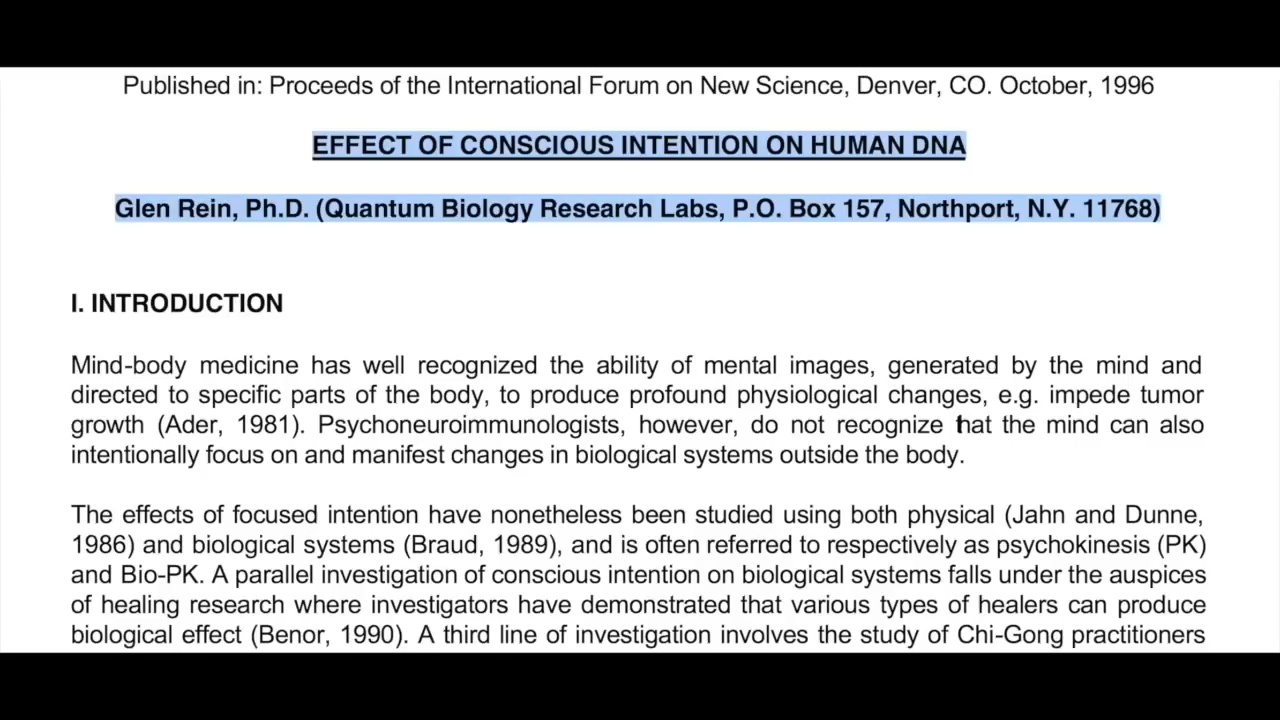 Published in: Proceeds of the International Forum on New Science, Denver, CO. October, 1996
EFFECT OF CONSCIOUS INTENTION ON HUMAN DNA
Glen Rein, Ph.D. (Quantum Biology Research Labs, P.O. Box 157, Northport, N.Y. 11768)
I. INTRODUCTION
Mind-body medicine has well recognized the ability of mental images, generated by the mind and
directed to specific parts of the body, to produce profound physiological changes, e.g. impede tumor
growth (Ader, 1981). Psychoneuroimmunologists, however, do not recognize that the mind can also
intentionally focus on and manifest changes in biological systems outside the body.
The effects of focused intention have nonetheless been studied using both physical (Jahn and Dunne,
1986) and biological systems (Braud, 1989), and is often referred to respectively as psychokinesis (PK)
and Bio-PK. A parallel investigation of conscious intention on biological systems falls under the auspices
of healing research where investigators have demonstrated that various types of healers can produce
biological effect (Benor, 1990). A third line of investigation involves the study of Chi-Gong practitioners